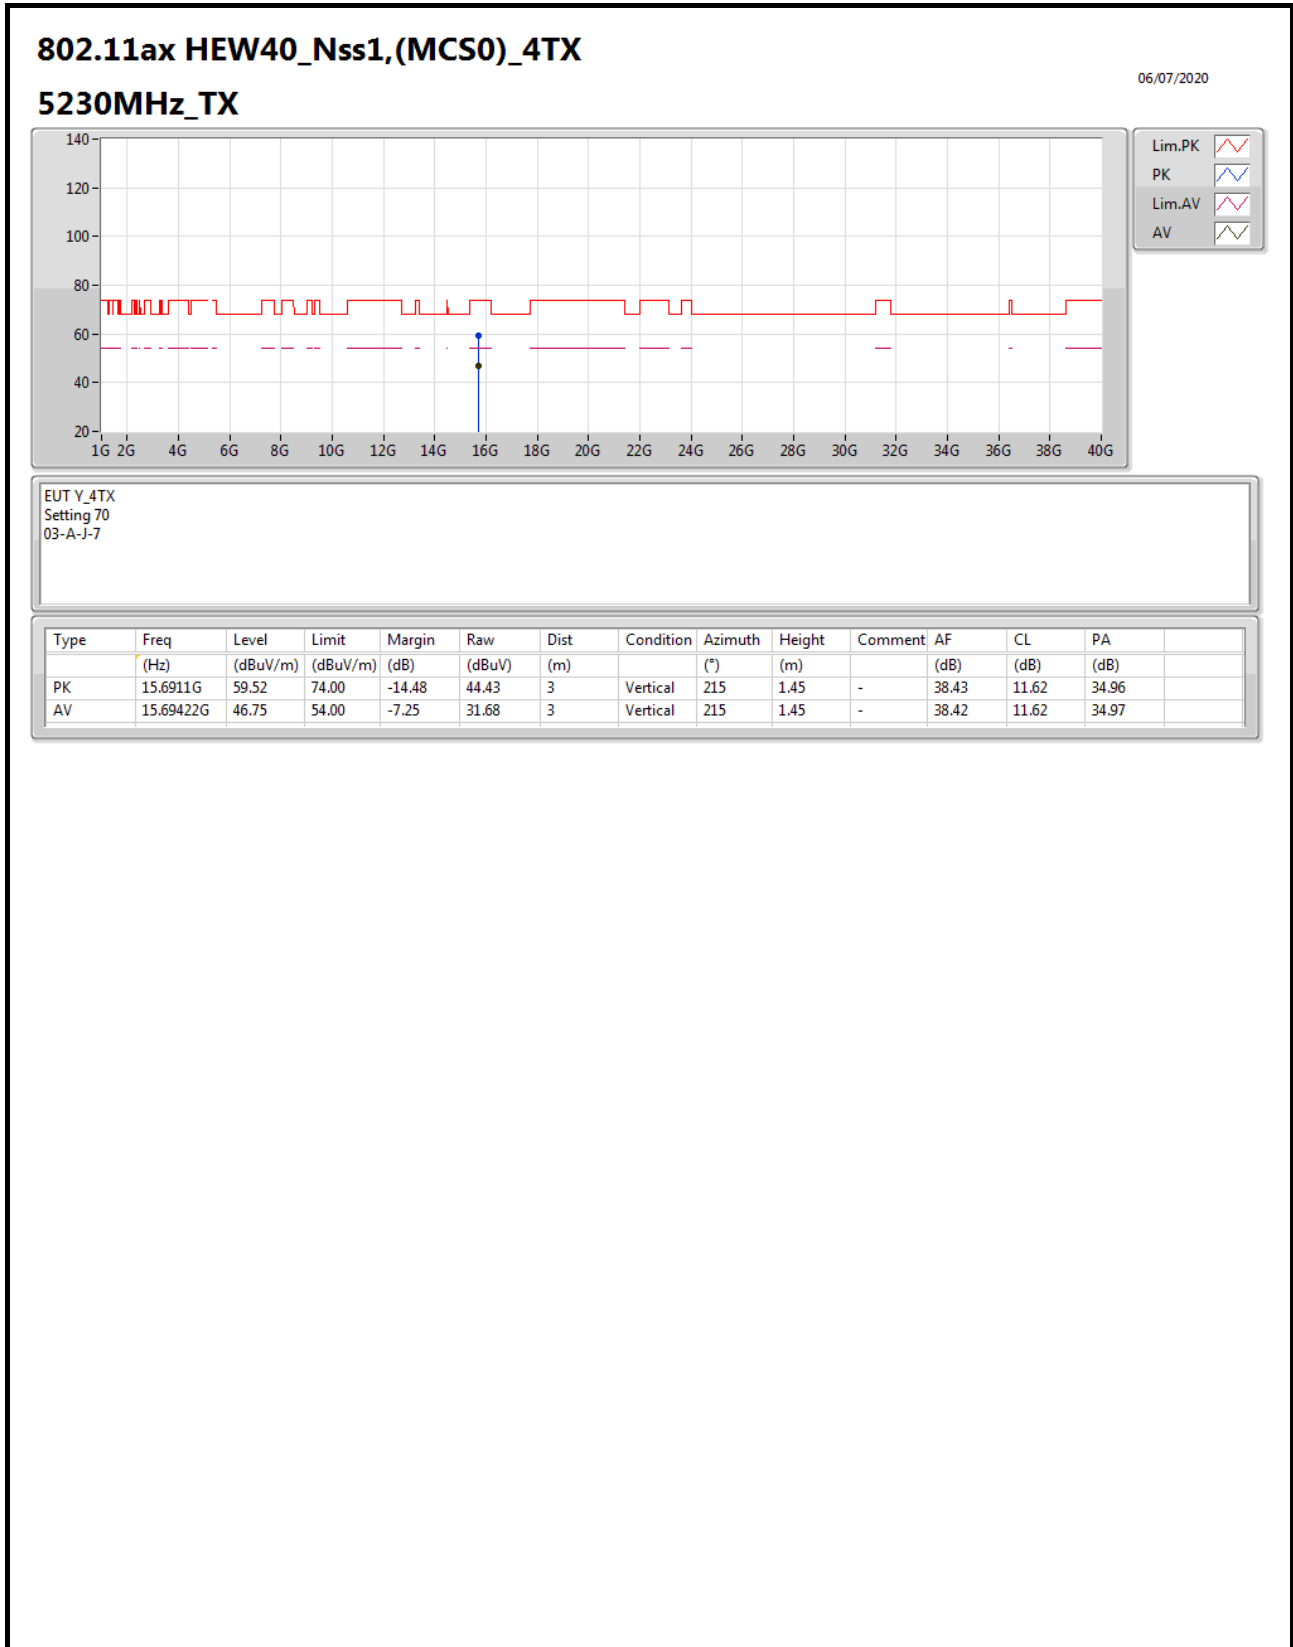 802.11ax HEW40_Nss1,(MCS0)_4TX
06/07/2020
5230MHz_TX
140
120
100
80
60
40
20
1G 2G 4G 6G 8G 10G 12G 14G 16G 18G 20G 22G 24G 26G 28G 30G 32G 34G 36G 38G 40G
Lim.PK
PK
Lim.AV
AV
EUT Y_4TX
Setting 70
03-A-J-7
Type Freq Level Limit Margin Raw Dist Condition Azimuth Height Comment AF CL PA
(Hz) (dBuV/m) (dBuV/m) (dB) (dBuV) (m) (°) (m) (dB) (dB) (dB)
PK 15.6911G 59.52 74.00 -14.48 44.43 3 Vertical 215 1.45 - 38.43 11.62 34.96
AV 15.69422G 46.75 54.00 -7.25 31.68 3 Vertical 215 1.45 - 38.42 11.62 34.97